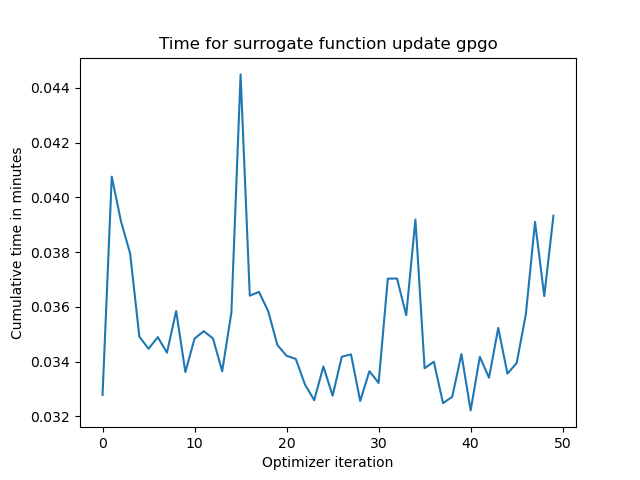 Time for surrogate function update gpgo
Cumulative time in minutes
0.044
0.042
0.040
0.038
0.036
0.034
0.032
0 10 20 30 40 50
Optimizer iteration